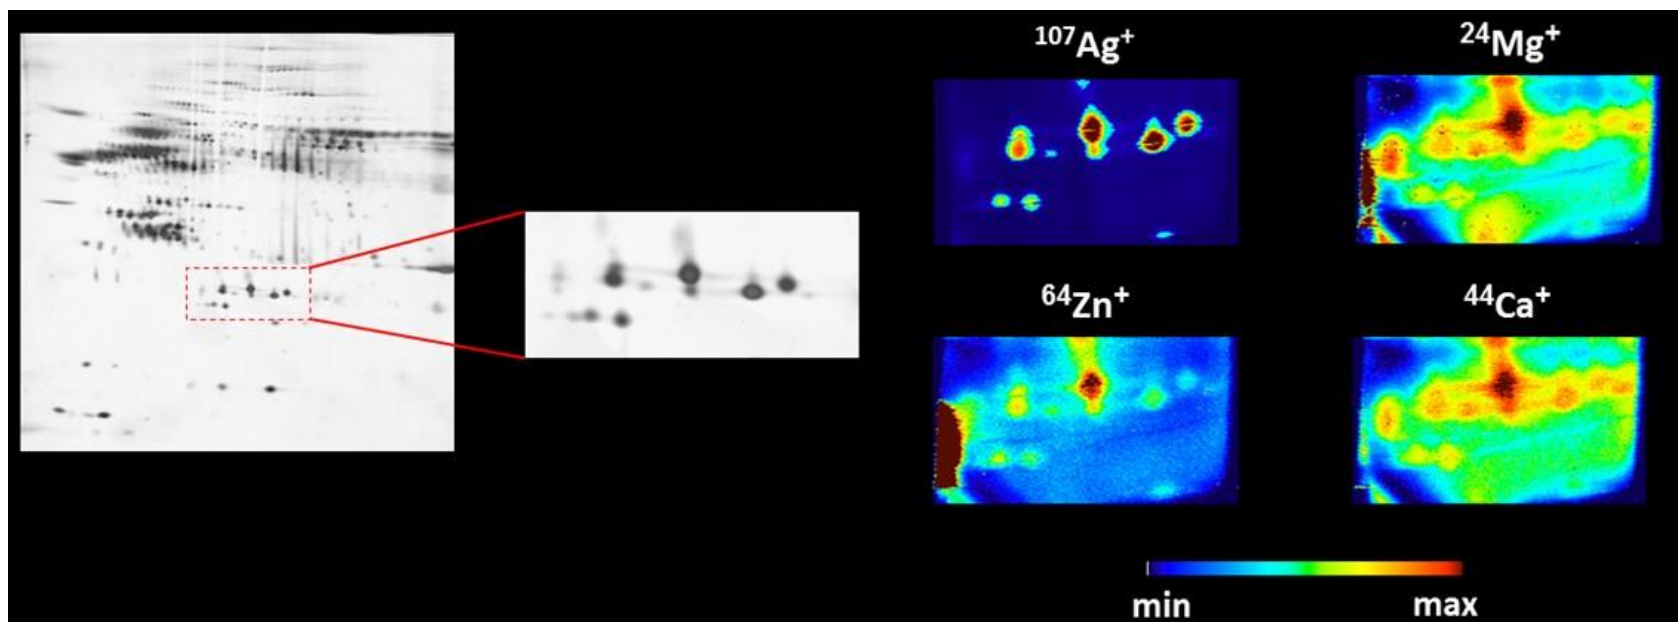 ¹⁰⁷Ag⁺
²⁴Mg⁺
⁶⁴Zn⁺
⁴⁴Ca⁺
min
max